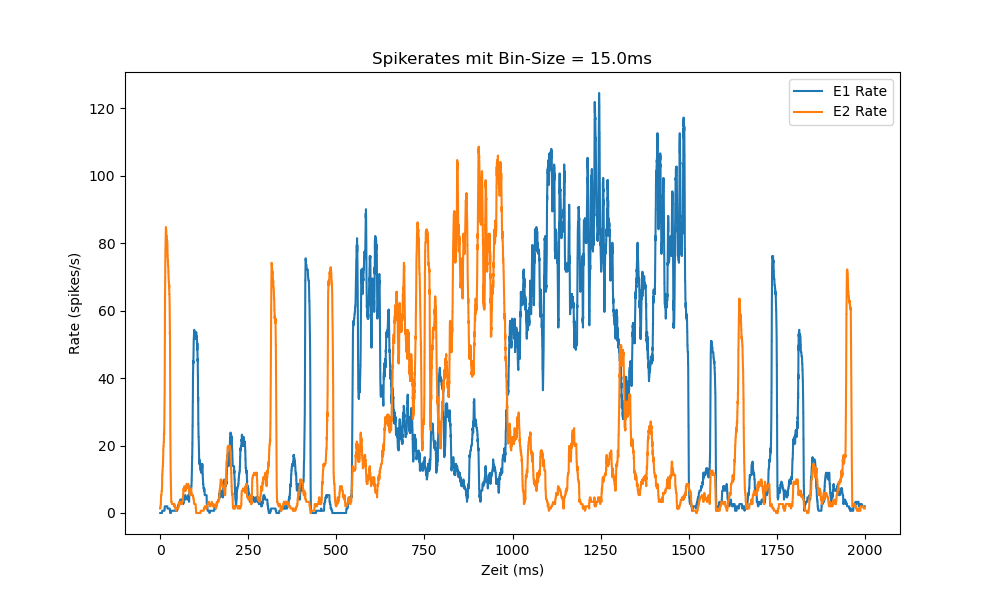 Spikerates mit Bin-Size = 15.0ms
E1 Rate
E2 Rate
Rate (spikes/s)
120
100
80
60
40
20
0
0 250 500 750 1000 1250 1500 1750 2000
Zeit (ms)